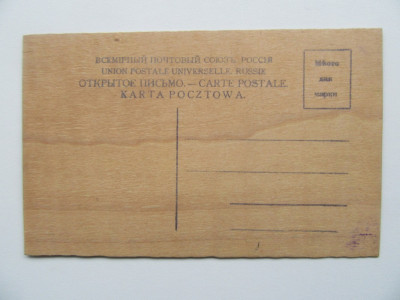 ВСЕМІРНЫЙ ПОЧТОВЫЙ СОЮЗЪ, РОССІЯ
UNION POSTALE UNIVERSELLE, RUSSIE
ОТКРЫТОЕ ПИСЬМО. — CARTE POSTALE.
KARTA POCZTOWA.
Мѣсто
для
марки